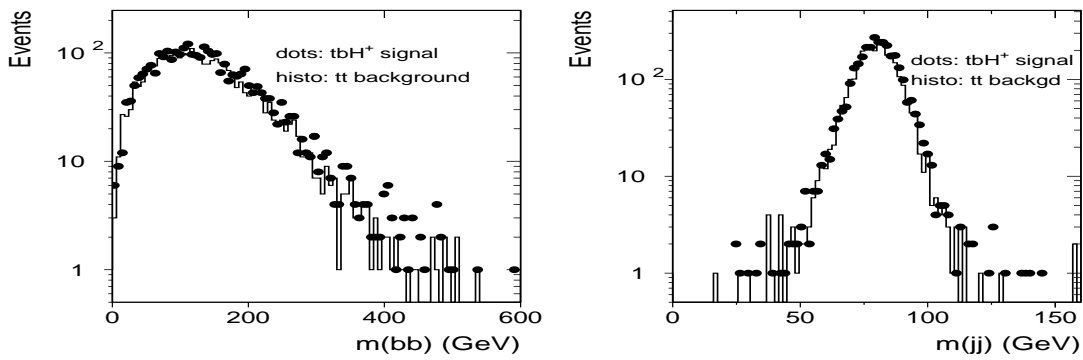 Events
10 2
10
1
dots: tbH+ signal
histo: tt background
0 200 400 600
m(bb) (GeV)
Events
10 2
10
1
dots: tbH+ signal
histo: tt backgd
0 50 100 150
m(jj) (GeV)